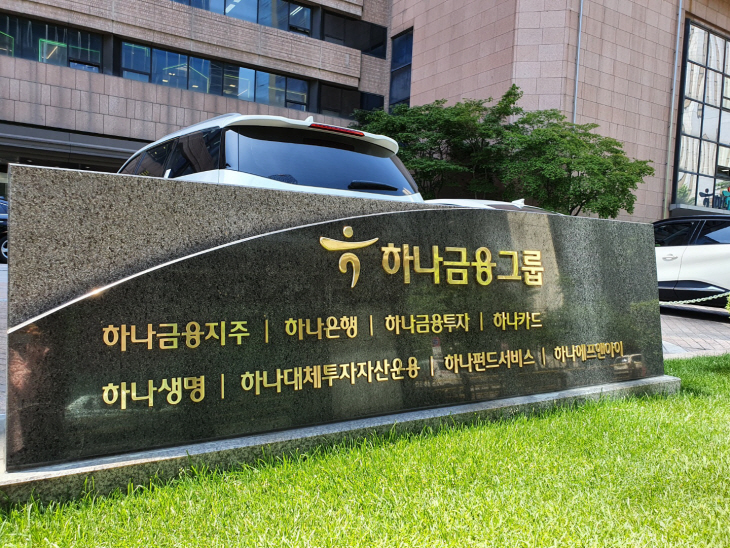 하나금융그룹
하나금융지주 | 하나은행 | 하나금융투자 | 하나카드
하나생명 | 하나대체투자자산운용 | 하나펀드서비스 | 하나에프앤아이